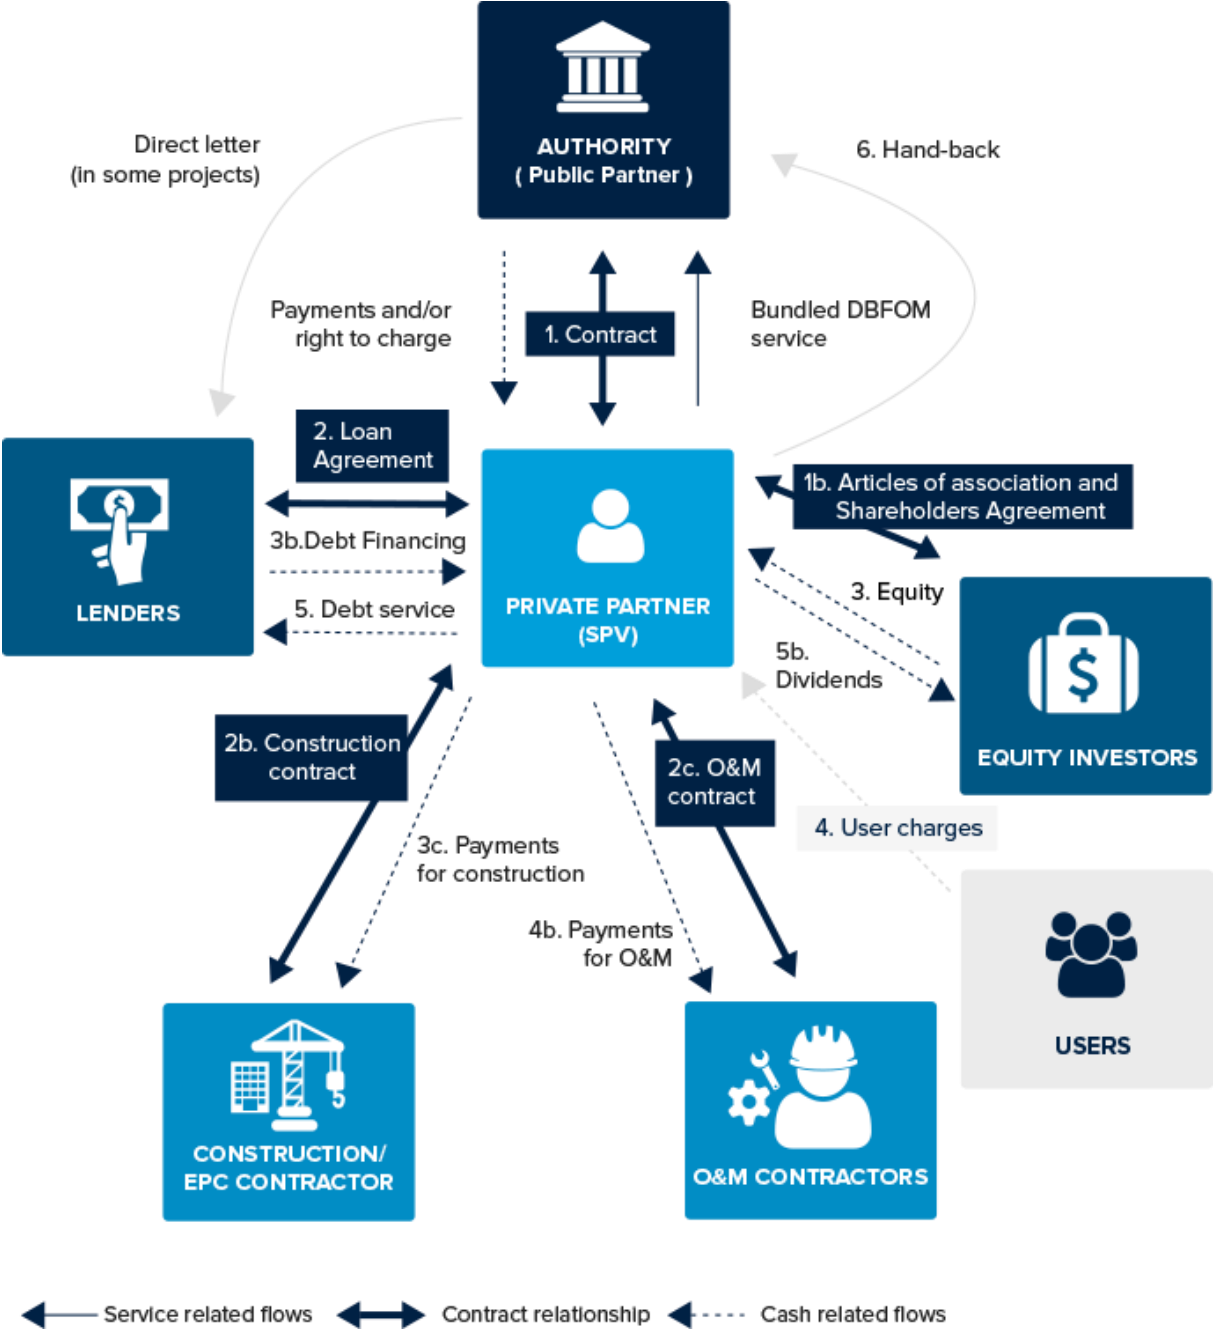 AUTHORITY
( Public Partner )
Direct letter
(in some projects)
6. Hand-back
Payments and/or
right to charge
1. Contract
Bundled DBFOM
service
2. Loan
Agreement
1b. Articles of association and
Shareholders Agreement
3b.Debt Financing
5. Debt service
LENDERS
PRIVATE PARTNER
(SPV)
3. Equity
5b.
Dividends
EQUITY INVESTORS
2b. Construction
contract
2c. O&M
contract
4. User charges
3c. Payments
for construction
4b. Payments
for O&M
USERS
CONSTRUCTION/
EPC CONTRACTOR
O&M CONTRACTORS
Service related flows
Contract relationship
Cash related flows